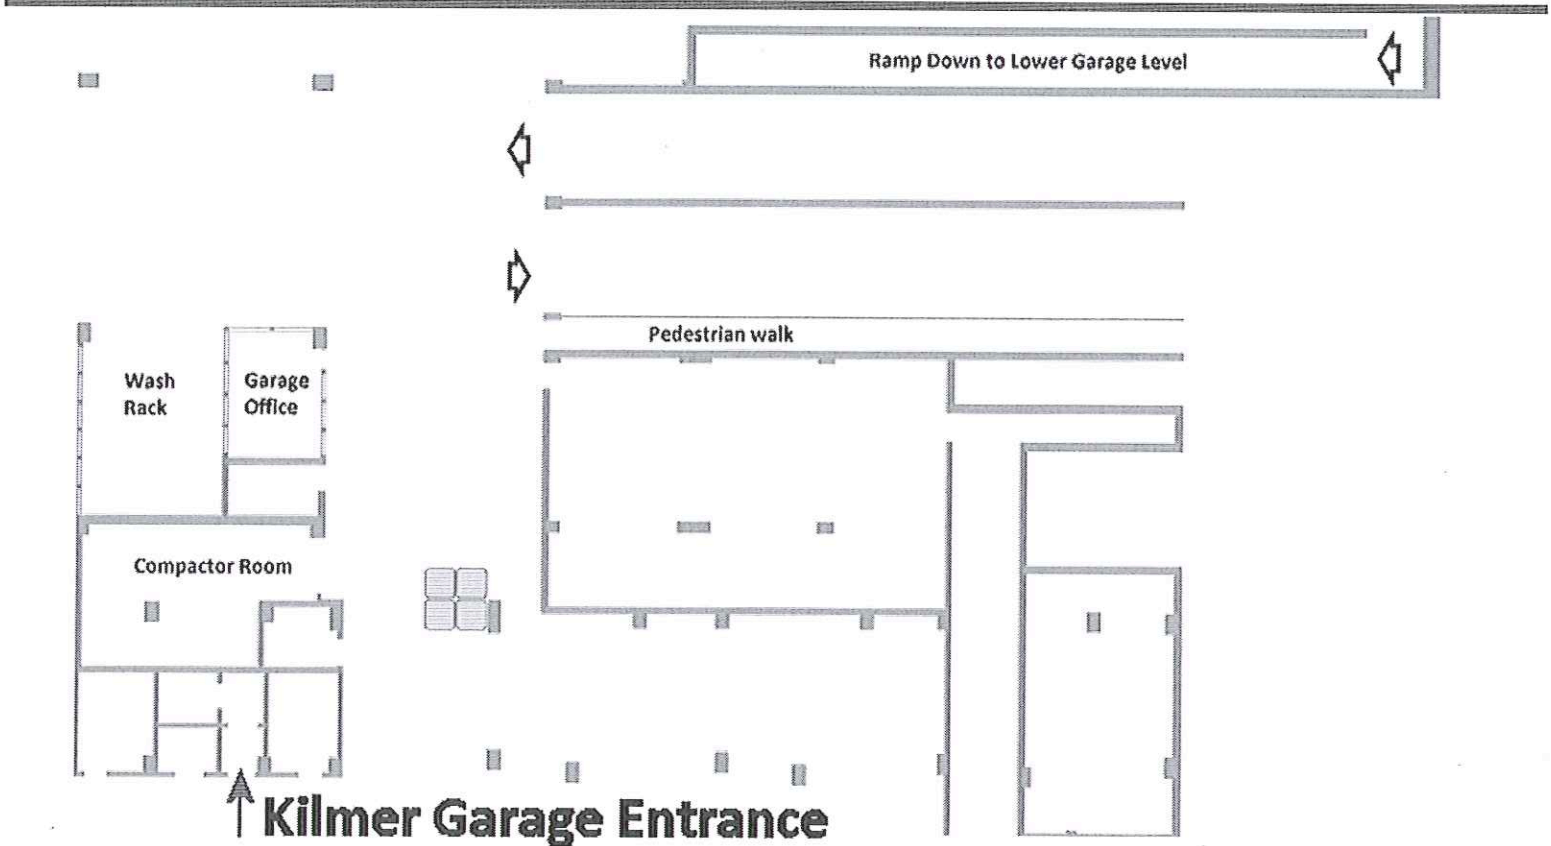 Ramp Down to Lower Garage Level
Pedestrian walk
Wash
Rack
Garage
Office
Compactor Room
Kilmer Garage Entrance